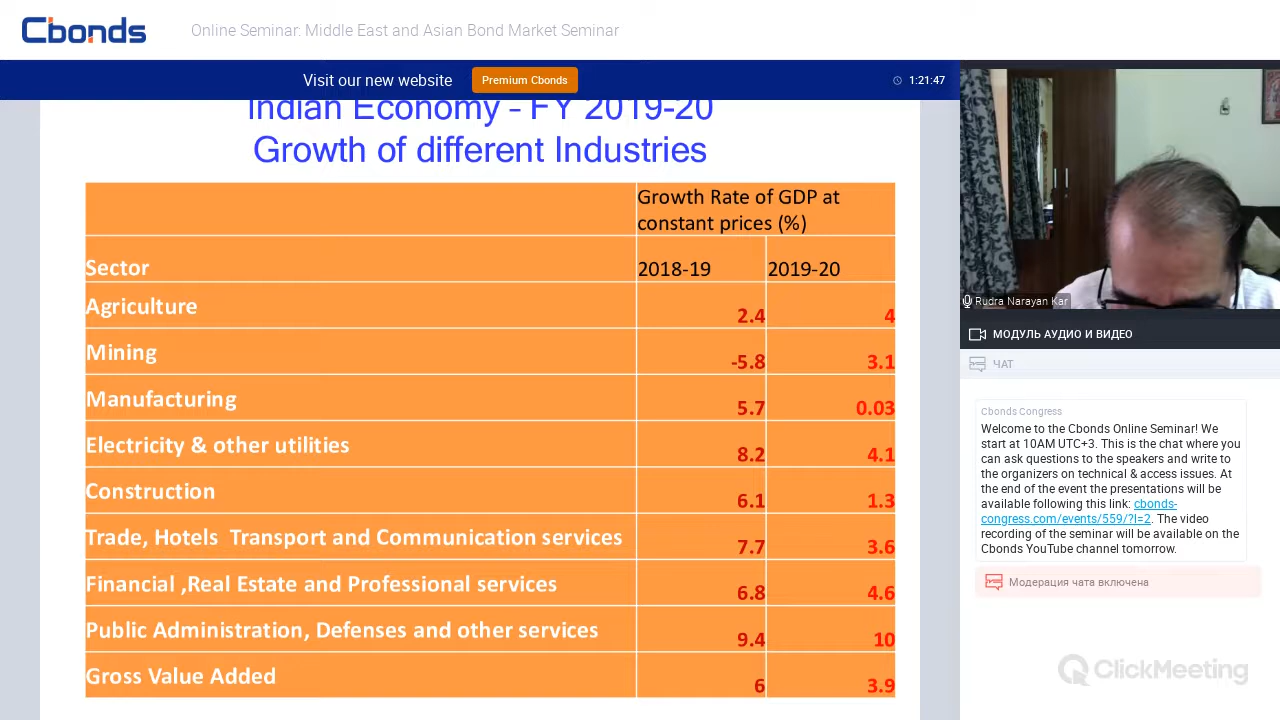 Cbonds
Online Seminar: Middle East and Asian Bond Market Seminar
Visit our new website
Premium Cbonds
1:21:47
Indian Economy - FY 2019-20
Growth of different Industries
Growth Rate of GDP at
constant prices (%)
Sector 2018-19 2019-20
Agriculture 2.4 4
Mining -5.8 3.1
Manufacturing 5.7 0.03
Electricity & other utilities 8.2 4.1
Construction 6.1 1.3
Trade, Hotels Transport and Communication services 7.7 3.6
Financial ,Real Estate and Professional services 6.8 4.6
Public Administration, Defenses and other services 9.4 10
Gross Value Added 6 3.9
Rudra Narayan Kar
МОДУЛЬ АУДИО И ВИДЕО
ЧАТ
Cbonds Congress
Welcome to the Cbonds Online Seminar! We
start at 10AM UTC+3. This is the chat where you
can ask questions to the speakers and write to
the organizers on technical & access issues. At
the end of the event the presentations will be
available following this link: cbonds-
congress.com/events/559/?l=2. The video
recording of the seminar will be available on the
Cbonds YouTube channel tomorrow.
Модерация чата включена
ClickMeeting